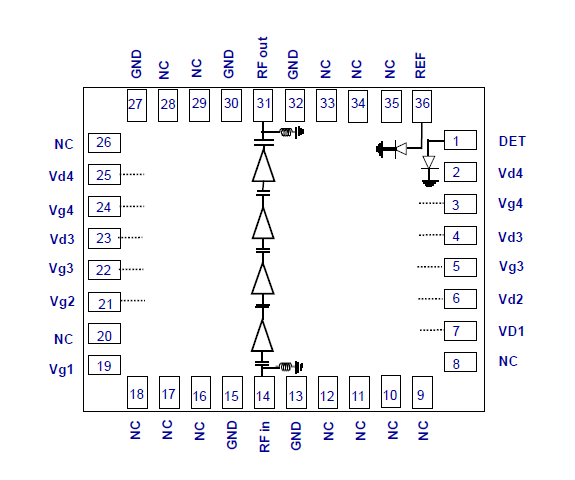 GND NC NC GND RF out GND NC NC NC REF
27 28 29 30 31 32 33 34 35 36
NC 26 1 DET
Vd4 25 2 Vd4
Vg4 24 3 Vg4
Vd3 23 4 Vd3
Vg3 22 5 Vg3
Vg2 21 6 Vd2
NC 20 7 VD1
Vg1 19 8 NC
18 17 16 15 14 13 12 11 10 9
NC NC NC GND RF in GND NC NC NC NC